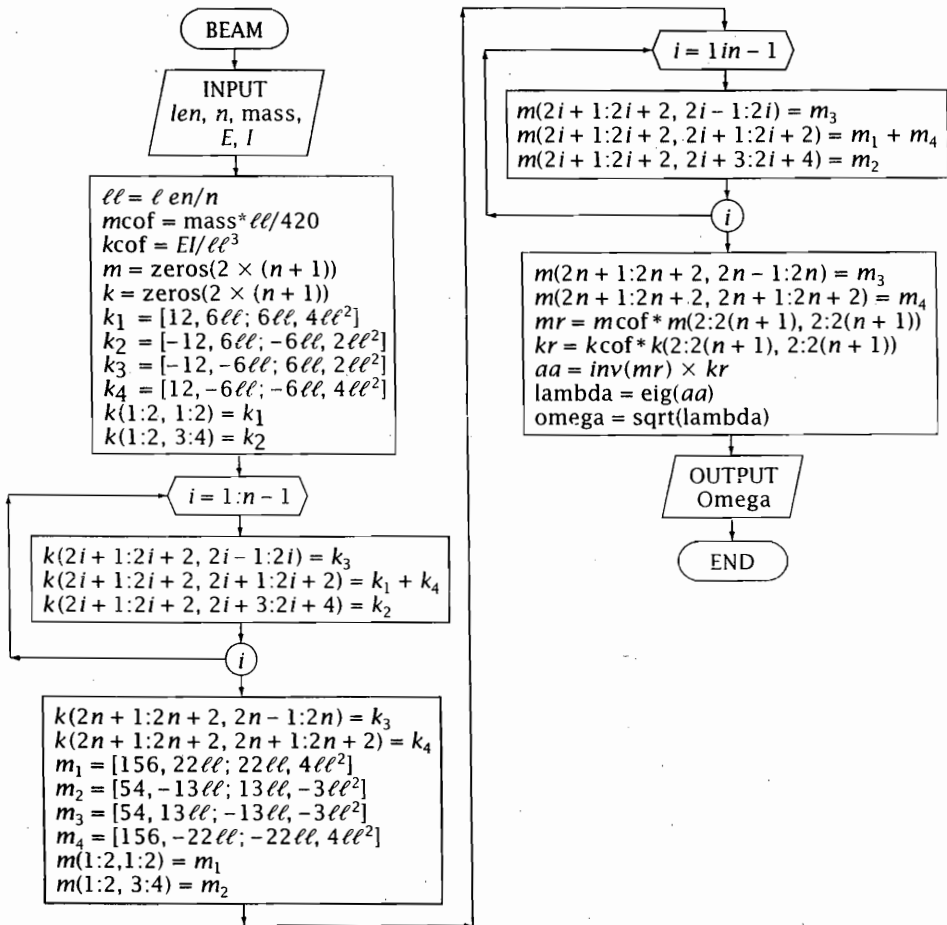 BEAM
INPUT
len, n, mass,
E, I
ℓℓ = ℓ en/n
mcof = mass*ℓℓ/420
kcof = EI/ℓℓ³
m = zeros(2 × (n + 1))
k = zeros(2 × (n + 1))
k₁ = [12, 6ℓℓ; 6ℓℓ, 4ℓℓ²]
k₂ = [−12, 6ℓℓ; −6ℓℓ, 2ℓℓ²]
k₃ = [−12, −6ℓℓ; 6ℓℓ, 2ℓℓ²]
k₄ = [12, −6ℓℓ; −6ℓℓ, 4ℓℓ²]
k(1:2, 1:2) = k₁
k(1:2, 3:4) = k₂
i = 1:n − 1
k(2i + 1:2i + 2, 2i − 1:2i) = k₃
k(2i + 1:2i + 2, 2i + 1:2i + 2) = k₁ + k₄
k(2i + 1:2i + 2, 2i + 3:2i + 4) = k₂
i
k(2n + 1:2n + 2, 2n − 1:2n) = k₃
k(2n + 1:2n + 2, 2n + 1:2n + 2) = k₄
m₁ = [156, 22ℓℓ; 22ℓℓ, 4ℓℓ²]
m₂ = [54, −13ℓℓ; 13ℓℓ, −3ℓℓ²]
m₃ = [54, 13ℓℓ; −13ℓℓ, −3ℓℓ²]
m₄ = [156, −22ℓℓ; −22ℓℓ, 4ℓℓ²]
m(1:2,1:2) = m₁
m(1:2, 3:4) = m₂
i = 1in − 1
m(2i + 1:2i + 2, 2i − 1:2i) = m₃
m(2i + 1:2i + 2, 2i + 1:2i + 2) = m₁ + m₄
m(2i + 1:2i + 2, 2i + 3:2i + 4) = m₂
i
m(2n + 1:2n + 2, 2n − 1:2n) = m₃
m(2n + 1:2n + 2, 2n + 1:2n + 2) = m₄
mr = mcof* m(2:2(n + 1), 2:2(n + 1))
kr = kcof* k(2:2(n + 1), 2:2(n + 1))
aa = inv(mr) × kr
lambda = eig(aa)
omega = sqrt(lambda)
OUTPUT
Omega
END